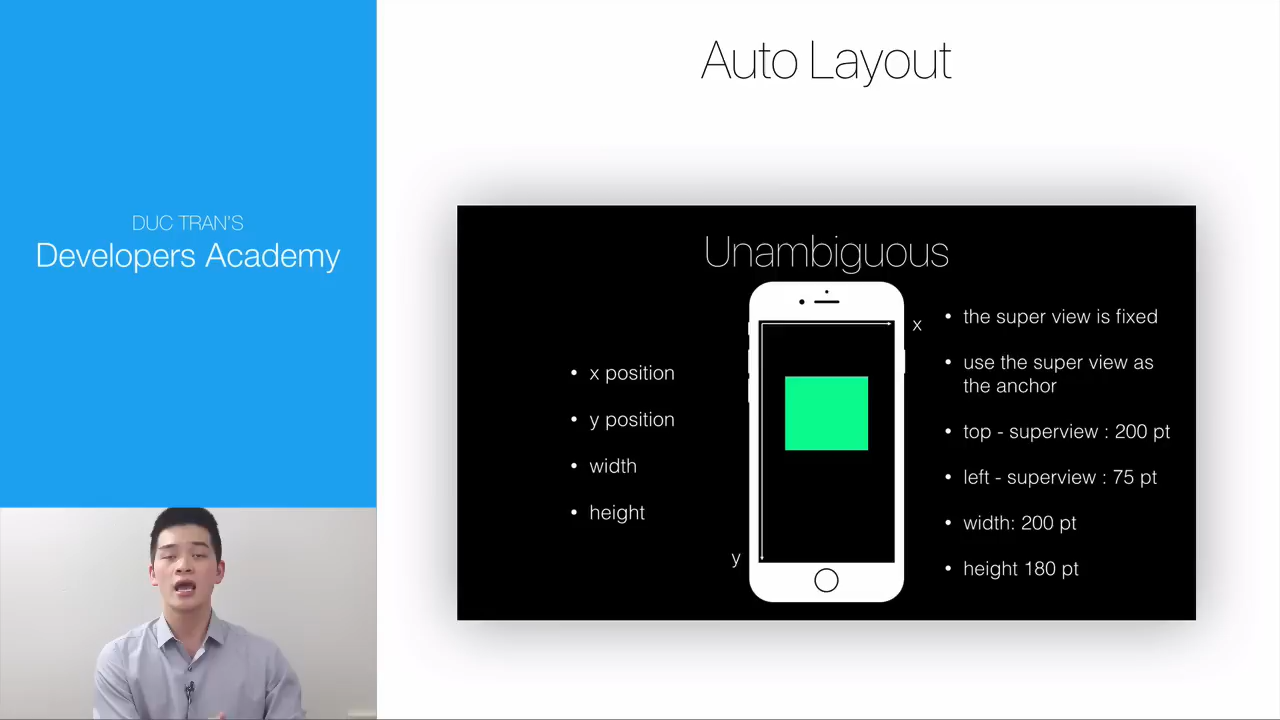 Auto Layout
DUC TRAN'S
Developers Academy
Unambiguous
• x position
• y position
• width
• height
x
y
• the super view is fixed
• use the super view as
the anchor
• top - superview : 200 pt
• left - superview : 75 pt
• width: 200 pt
• height 180 pt